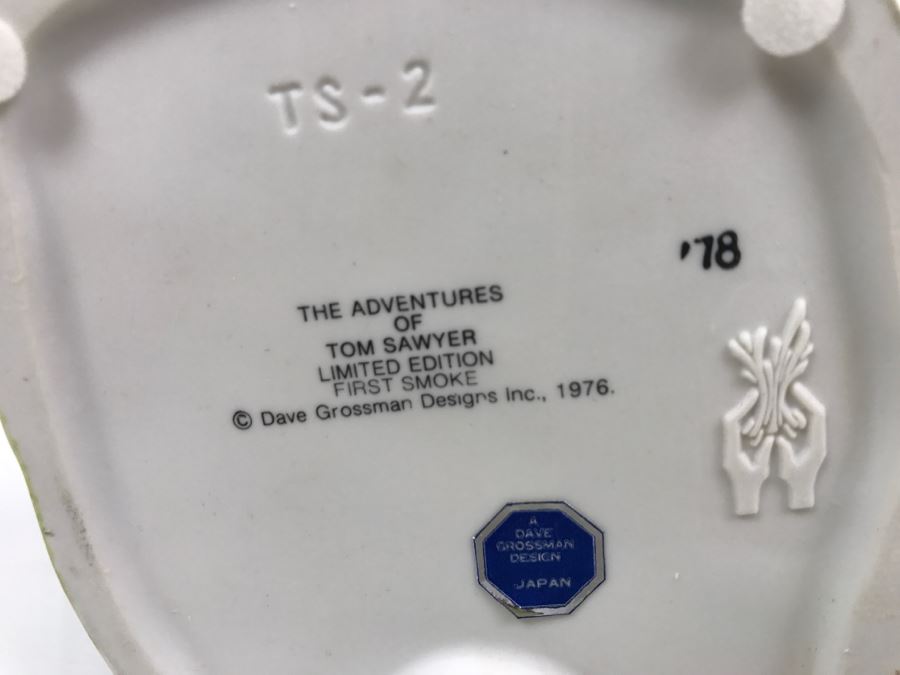 TS-2
'78
THE ADVENTURES
OF
TOM SAWYER
LIMITED EDITION
FIRST SMOKE
© Dave Grossman Designs Inc., 1976.
A
DAVE
GROSSMAN
DESIGN
JAPAN